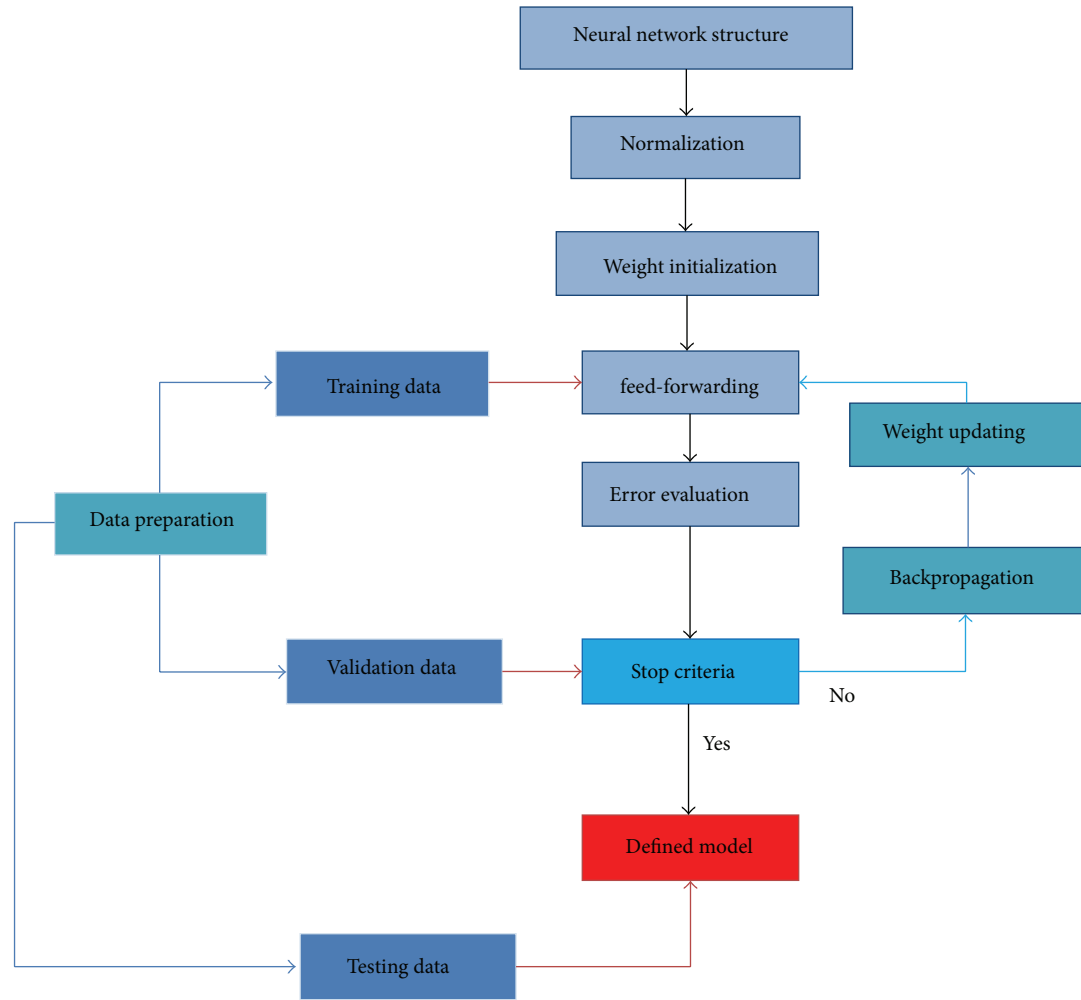 Neural network structure
Normalization
Weight initialization
Training data
feed-forwarding
Weight updating
Error evaluation
Data preparation
Backpropagation
Validation data
Stop criteria
No
Yes
Defined model
Testing data